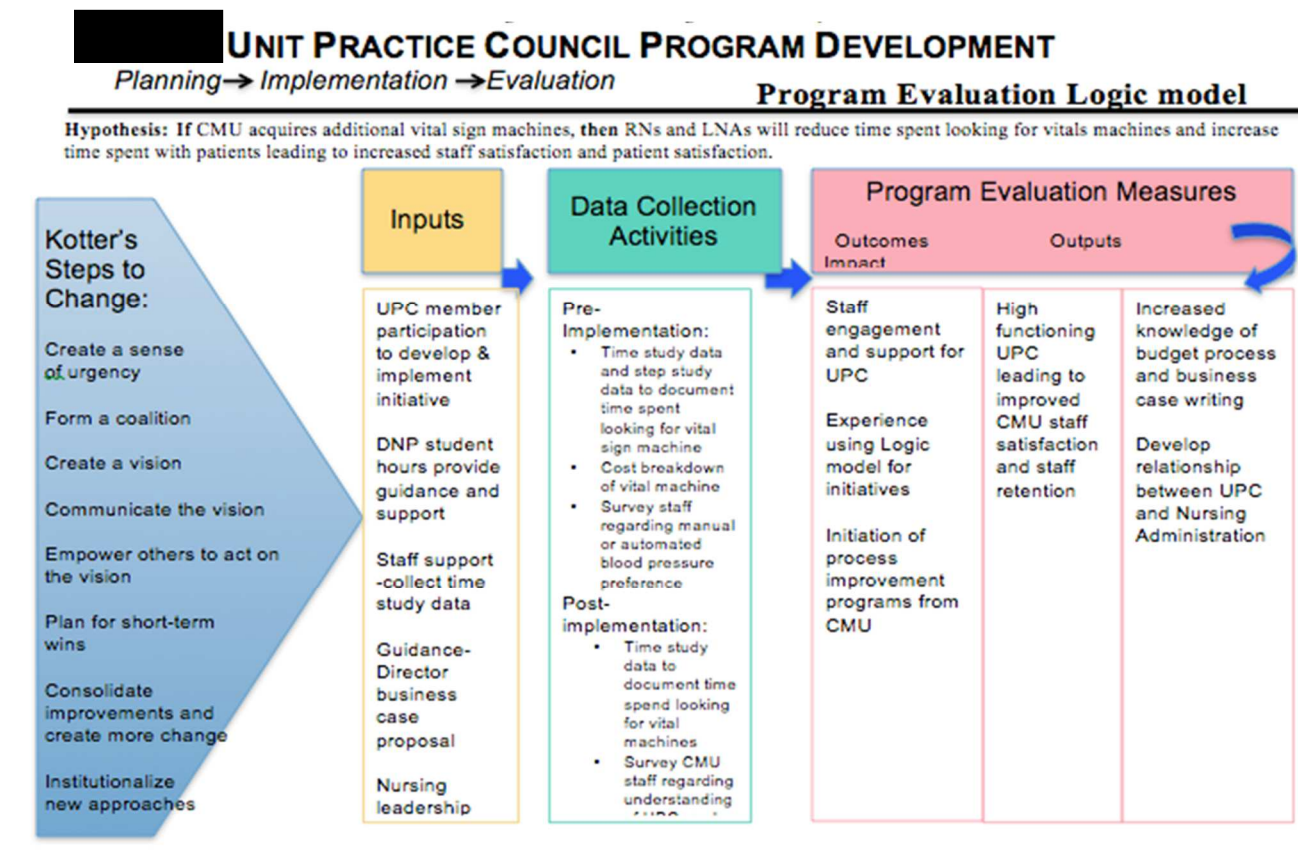 UNIT PRACTICE COUNCIL PROGRAM DEVELOPMENT
Planning→ Implementation →Evaluation
Program Evaluation Logic model
Hypothesis: If CMU acquires additional vital sign machines, then RNs and LNAs will reduce time spent looking for vitals machines and increase
time spent with patients leading to increased staff satisfaction and patient satisfaction.
Kotter's
Steps to
Change:
Create a sense
of urgency
Form a coalition
Create a vision
Communicate the vision
Empower others to act on
the vision
Plan for short-term
wins
Consolidate
improvements and
create more change
Institutionalize
new approaches
Inputs
UPC member
participation
to develop &
implement
initiative
DNP student
hours provide
guidance and
support
Staff support
-collect time
study data
Guidance-
Director
business
case
proposal
Nursing
leadership
Data Collection
Activities
Pre-
Implementation:
• Time study data
and step study
data to document
time spent
looking for vital
sign machine
• Cost breakdown
of vital machine
• Survey staff
regarding manual
or automated
blood pressure
preference
Post-
implementation:
• Time study
data to
document time
spend looking
for vital
machines
• Survey CMU
staff regarding
understanding
Program Evaluation Measures
Outcomes Outputs
Impact
Staff
engagement
and support for
UPC
Experience
using Logic
model for
initiatives
Initiation of
process
improvement
programs from
CMU
High
functioning
UPC
leading to
improved
CMU staff
satisfaction
and staff
retention
Increased
knowledge of
budget process
and business
case writing
Develop
relationship
between UPC
and Nursing
Administration